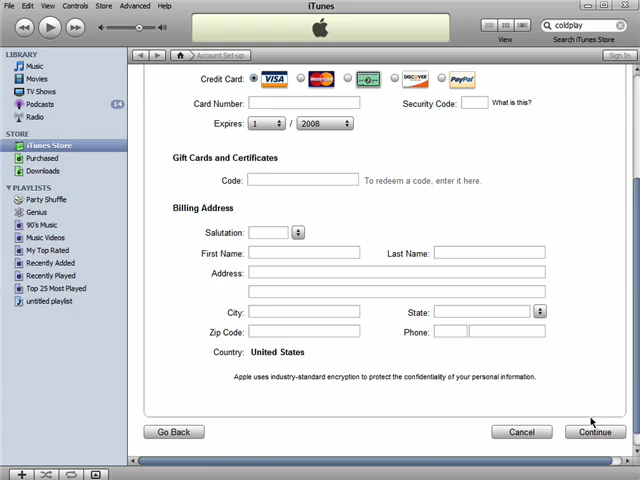 iTunes
File Edit View Controls Store Advanced Help
coldplay
View
Search iTunes Store
LIBRARY
Music
Movies
TV Shows
Podcasts 14
Radio
STORE
iTunes Store
Purchased
Downloads
PLAYLISTS
Party Shuffle
Genius
90's Music
Music Videos
My Top Rated
Recently Added
Recently Played
Top 25 Most Played
untitled playlist
Account Set-up
Sign In
Credit Card: VISA MasterCard DISCOVER PayPal
Card Number: Security Code: What is this?
Expires: 1 / 2008
Gift Cards and Certificates
Code: To redeem a code, enter it here.
Billing Address
Salutation:
First Name: Last Name:
Address:
City: State:
Zip Code: Phone:
Country: United States
Apple uses industry-standard encryption to protect the confidentiality of your personal information.
Go Back Cancel Continue